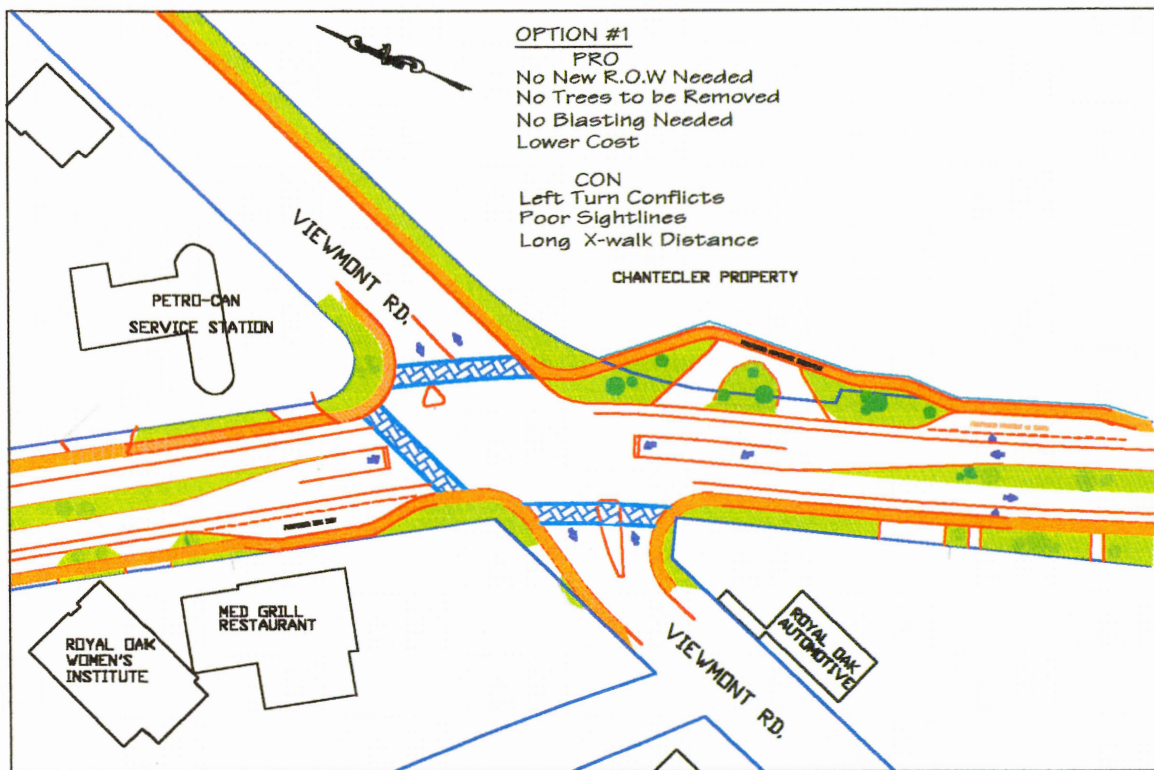 OPTION #1
PRO
No New R.O.W Needed
No Trees to be Removed
No Blasting Needed
Lower Cost
CON
Left Turn Conflicts
Poor Sightlines
Long X-walk Distance
CHANTECLER PROPERTY
VIEWMONT RD.
PETRO-CAN
SERVICE STATION
MED GRILL
RESTAURANT
ROYAL OAK
WOMEN'S
INSTITUTE
ROYAL OAK
AUTOMOTIVE
VIEWMONT RD.